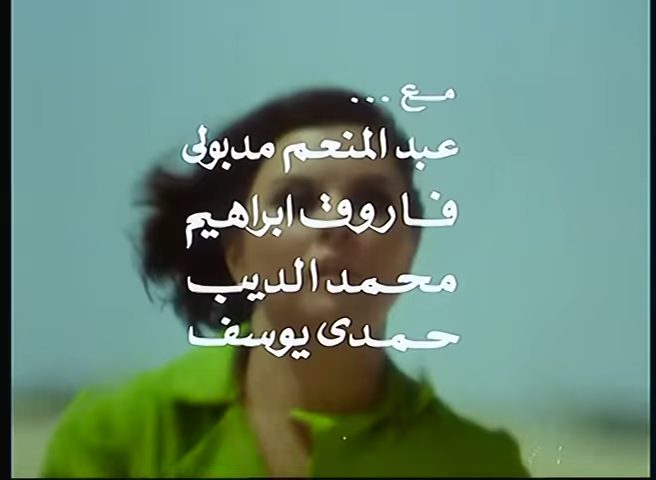 مع ...
عبد المنعم مدبولى
فاروق ابراهيم
محمد الديب
حمدى يوسف